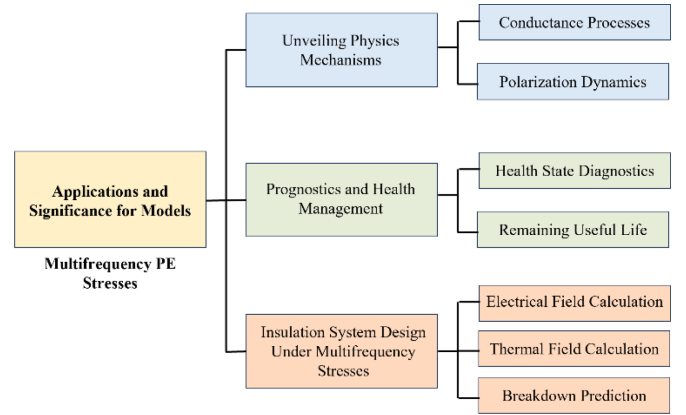 Applications and
Significance for Models
Multifrequency PE
Stresses
Unveiling Physics
Mechanisms
Conductance Processes
Polarization Dynamics
Prognostics and Health
Management
Health State Diagnostics
Remaining Useful Life
Insulation System Design
Under Multifrequency
Stresses
Electrical Field Calculation
Thermal Field Calculation
Breakdown Prediction